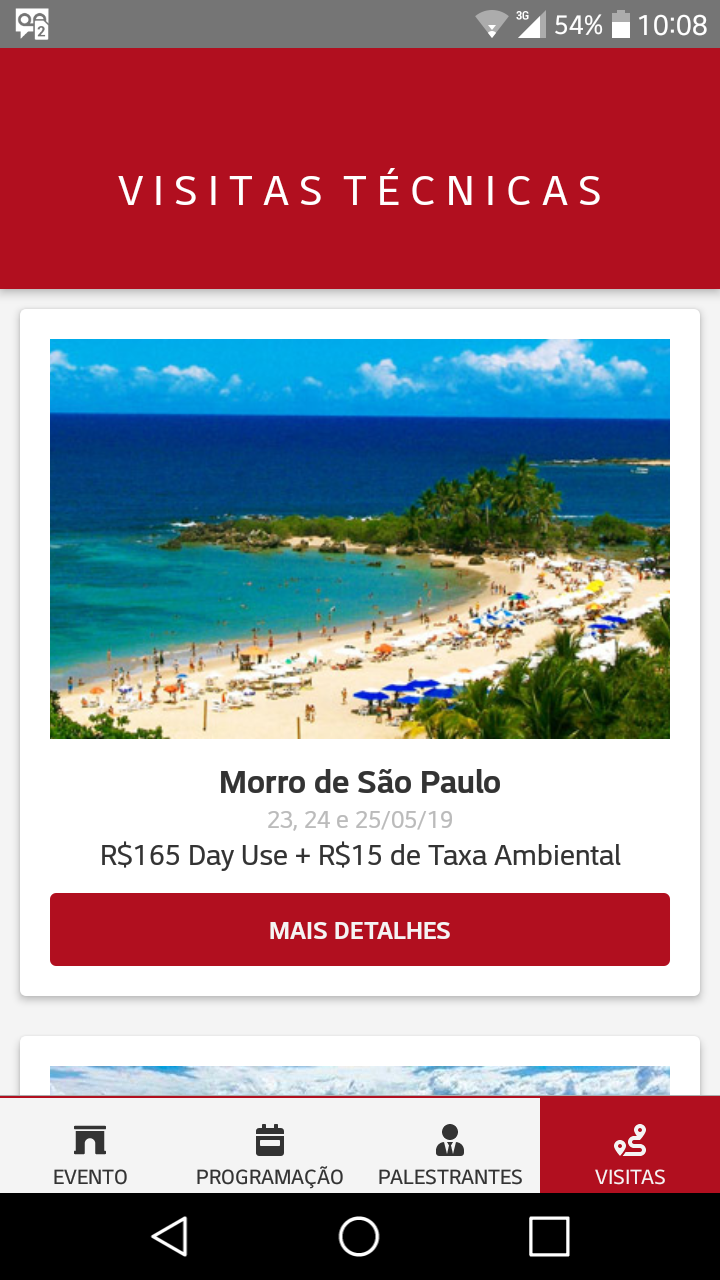 2
3G 54% 10:08
VISITAS TÉCNICAS
Morro de São Paulo
23, 24 e 25/05/19
R$165 Day Use + R$15 de Taxa Ambiental
MAIS DETALHES
EVENTO PROGRAMAÇÃO PALESTRANTES VISITAS